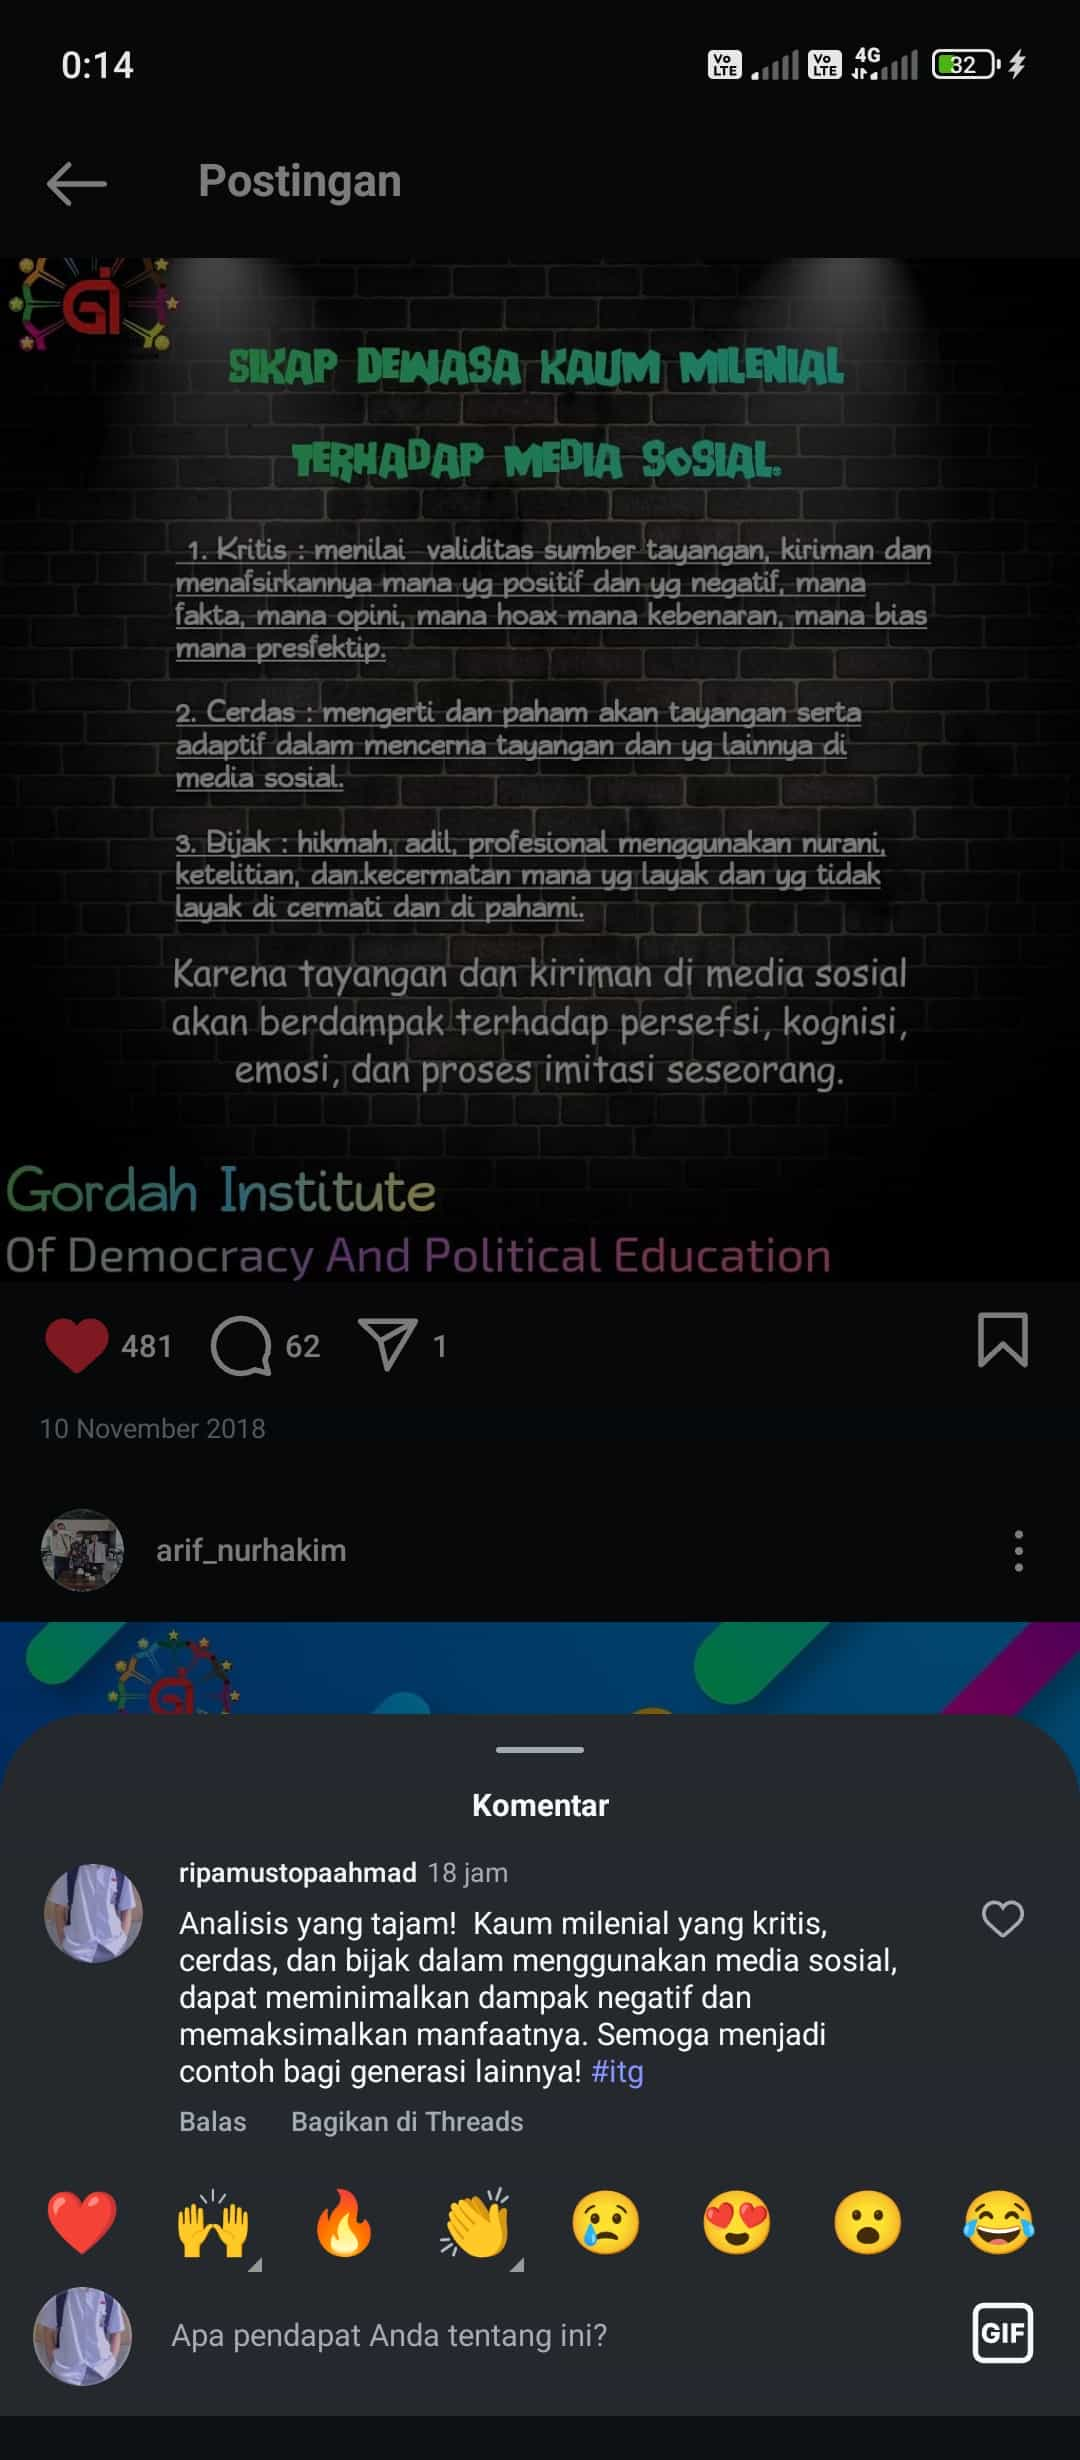 0:14
Vo LTE Vo LTE 4G 32
Postingan
GI
SIKAP DEWASA KAUM MILENIAL
TERHADAP MEDIA SOSIAL.
1. Kritis : menilai validitas sumber tayangan, kiriman dan
menafsirkannya mana yg positif dan yg negatif, mana
fakta, mana opini, mana hoax mana kebenaran, mana bias
mana presfektip.
2. Cerdas : mengerti dan paham akan tayangan serta
adaptif dalam mencerna tayangan dan yg lainnya di
media sosial.
3. Bijak : hikmah, adil, profesional menggunakan nurani,
ketelitian, dan.kecermatan mana yg layak dan yg tidak
layak di cermati dan di pahami.
Karena tayangan dan kiriman di media sosial
akan berdampak terhadap persefsi, kognisi,
emosi, dan proses imitasi seseorang.
Gordah Institute
Of Democracy And Political Education
481 62 1
10 November 2018
arif_nurhakim
GI
Komentar
ripamustopaahmad 18 jam
Analisis yang tajam!  Kaum milenial yang kritis,
cerdas, dan bijak dalam menggunakan media sosial,
dapat meminimalkan dampak negatif dan
memaksimalkan manfaatnya. Semoga menjadi
contoh bagi generasi lainnya! #itg
Balas Bagikan di Threads
Apa pendapat Anda tentang ini?
GIF